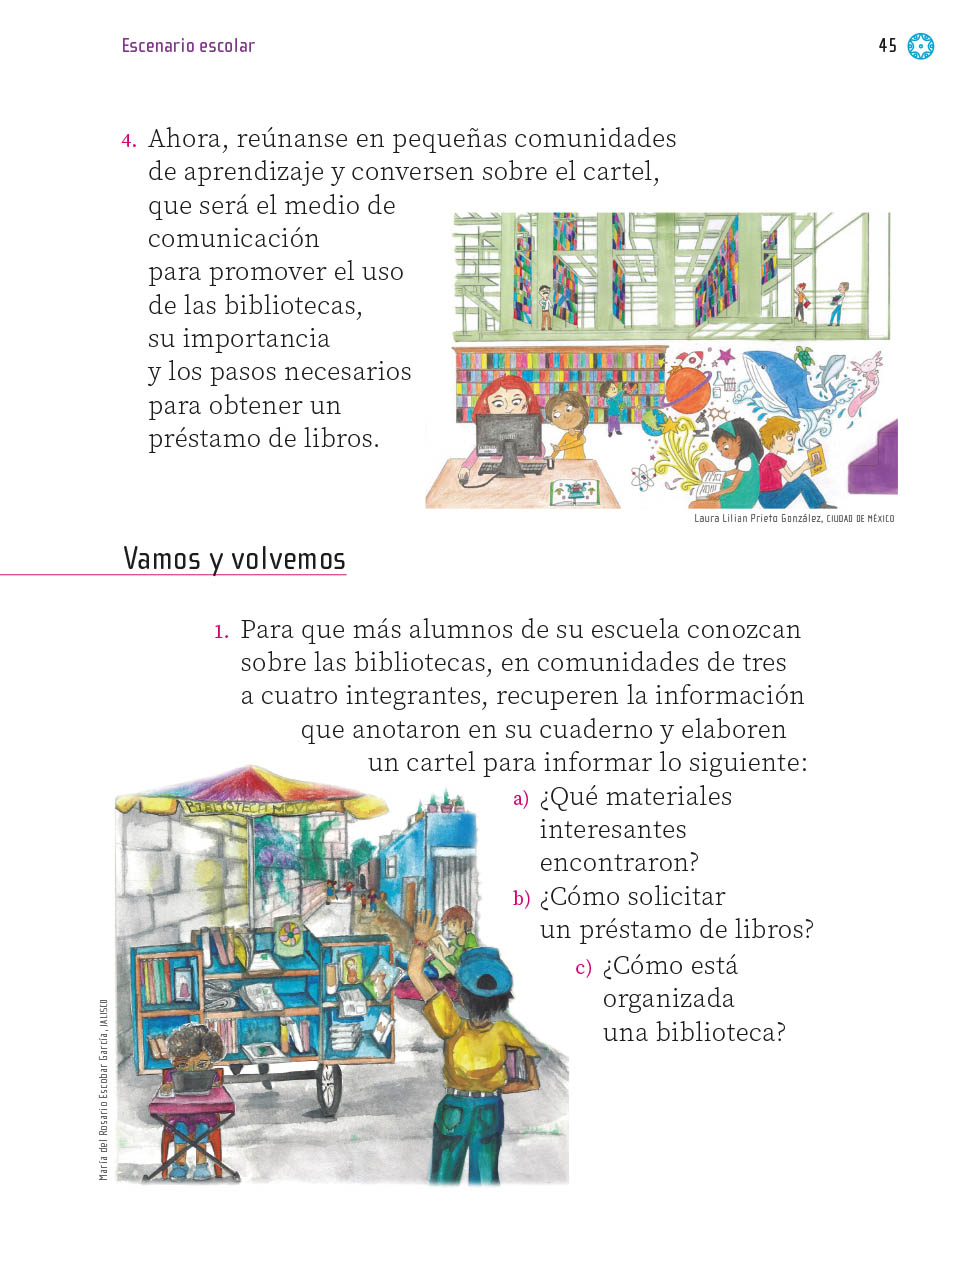 Escenario escolar
45
4. Ahora, reúnanse en pequeñas comunidades
de aprendizaje y conversen sobre el cartel,
que será el medio de
comunicación
para promover el uso
de las bibliotecas,
su importancia
y los pasos necesarios
para obtener un
préstamo de libros.
Laura Lilian Prieto González, CIUDAD DE MÉXICO
Vamos y volvemos
1. Para que más alumnos de su escuela conozcan
sobre las bibliotecas, en comunidades de tres
a cuatro integrantes, recuperen la información
que anotaron en su cuaderno y elaboren
un cartel para informar lo siguiente:
a) ¿Qué materiales
interesantes
encontraron?
b) ¿Cómo solicitar
un préstamo de libros?
c) ¿Cómo está
organizada
una biblioteca?
BIBLIOTECA MÓVIL
María del Rosario Escobar García, JALISCO